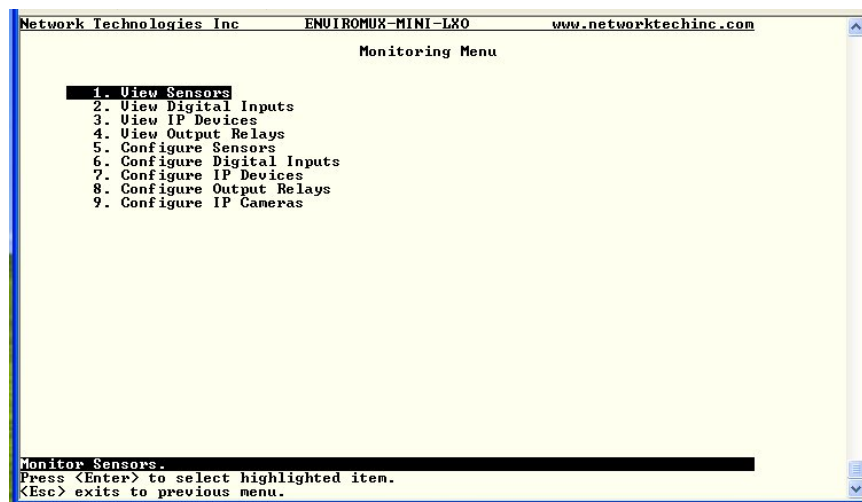 Network Technologies Inc ENVIROMUX-MINI-LXO www.networktechinc.com
Monitoring Menu
1. View Sensors
2. View Digital Inputs
3. View IP Devices
4. View Output Relays
5. Configure Sensors
6. Configure Digital Inputs
7. Configure IP Devices
8. Configure Output Relays
9. Configure IP Cameras
Monitor Sensors.
Press <Enter> to select highlighted item.
<Esc> exits to previous menu.